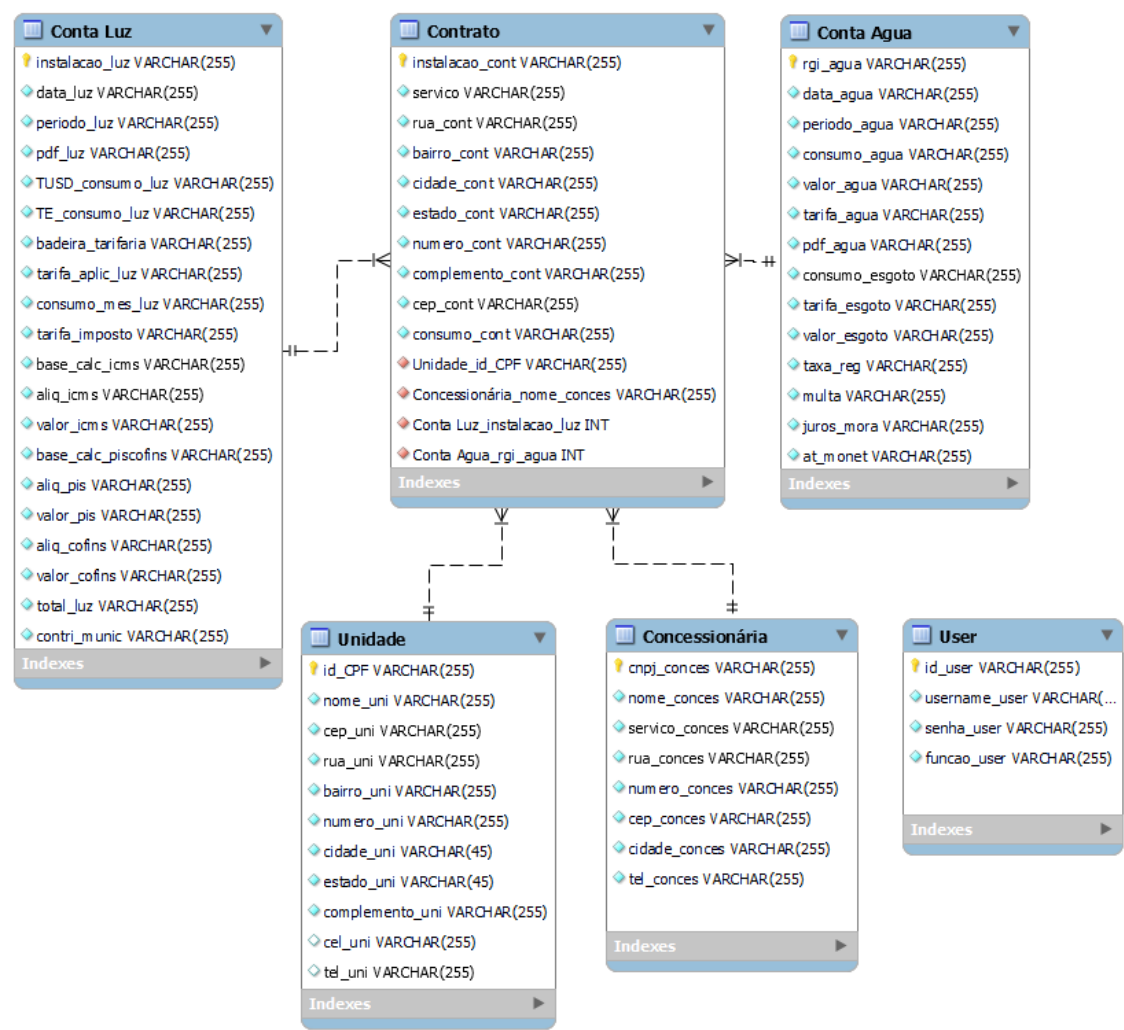 Conta Luz
instalacao_luz VARCHAR(255)
data_luz VARCHAR(255)
periodo_luz VARCHAR(255)
pdf_luz VARCHAR(255)
TUSD_consumo_luz VARCHAR(255)
TE_consumo_luz VARCHAR(255)
badeira_tarifaria VARCHAR(255)
tarifa_aplic_luz VARCHAR(255)
consumo_mes_luz VARCHAR(255)
tarifa_imposto VARCHAR(255)
base_calc_icms VARCHAR(255)
aliq_icms VARCHAR(255)
valor_icms VARCHAR(255)
base_calc_piscofins VARCHAR(255)
aliq_pis VARCHAR(255)
valor_pis VARCHAR(255)
aliq_cofins VARCHAR(255)
valor_cofins VARCHAR(255)
total_luz VARCHAR(255)
contri_munic VARCHAR(255)
Indexes
Contrato
instalacao_cont VARCHAR(255)
servico VARCHAR(255)
rua_cont VARCHAR(255)
bairro_cont VARCHAR(255)
cidade_cont VARCHAR(255)
estado_cont VARCHAR(255)
numero_cont VARCHAR(255)
complemento_cont VARCHAR(255)
cep_cont VARCHAR(255)
consumo_cont VARCHAR(255)
Unidade_id_CPF VARCHAR(255)
Concessionária_nome_conces VARCHAR(255)
Conta Luz_instalacao_luz INT
Conta Agua_rgi_agua INT
Indexes
Conta Agua
rgi_agua VARCHAR(255)
data_agua VARCHAR(255)
periodo_agua VARCHAR(255)
consumo_agua VARCHAR(255)
valor_agua VARCHAR(255)
tarifa_agua VARCHAR(255)
pdf_agua VARCHAR(255)
consumo_esgoto VARCHAR(255)
tarifa_esgoto VARCHAR(255)
valor_esgoto VARCHAR(255)
taxa_reg VARCHAR(255)
multa VARCHAR(255)
juros_mora VARCHAR(255)
at_monet VARCHAR(255)
Indexes
Unidade
id_CPF VARCHAR(255)
nome_uni VARCHAR(255)
cep_uni VARCHAR(255)
rua_uni VARCHAR(255)
bairro_uni VARCHAR(255)
numero_uni VARCHAR(255)
cidade_uni VARCHAR(45)
estado_uni VARCHAR(45)
complemento_uni VARCHAR(255)
cel_uni VARCHAR(255)
tel_uni VARCHAR(255)
Indexes
Concessionária
cnpj_conces VARCHAR(255)
nome_conces VARCHAR(255)
servico_conces VARCHAR(255)
rua_conces VARCHAR(255)
numero_conces VARCHAR(255)
cep_conces VARCHAR(255)
cidade_conces VARCHAR(255)
tel_conces VARCHAR(255)
Indexes
User
id_user VARCHAR(255)
username_user VARCHAR(...
senha_user VARCHAR(255)
funcao_user VARCHAR(255)
Indexes